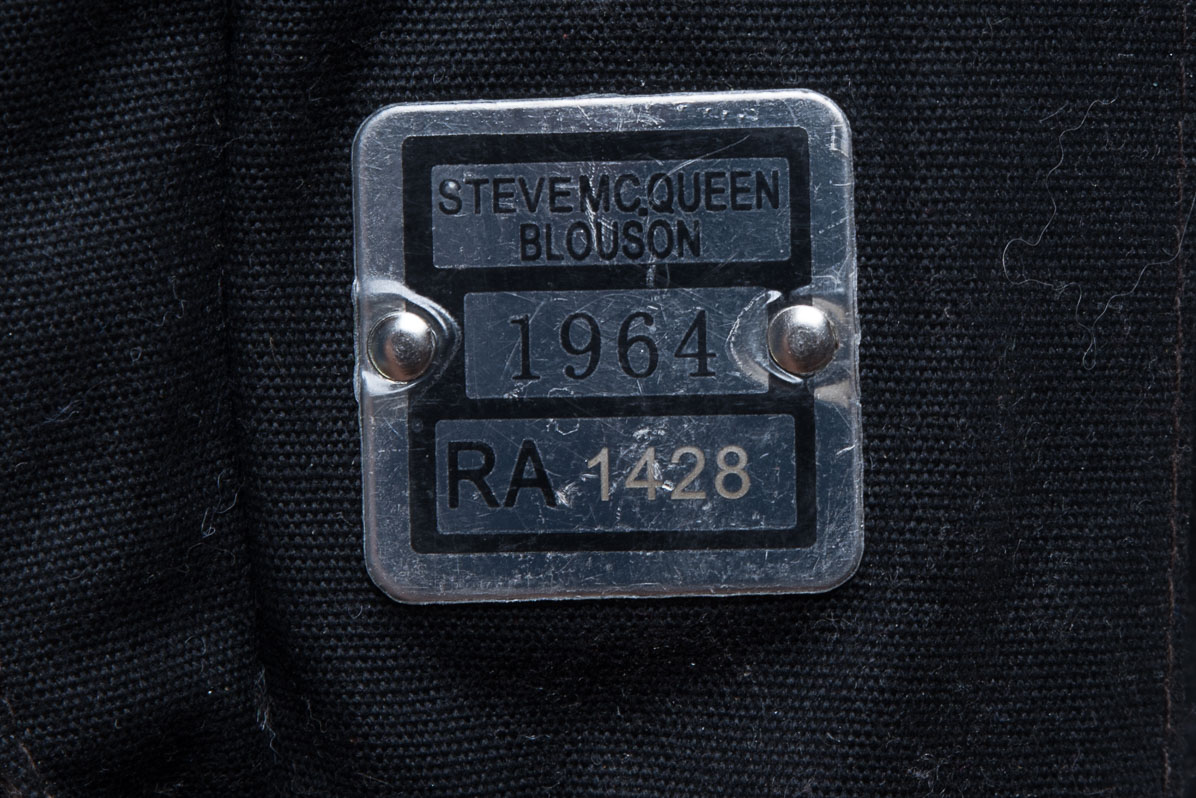 STEVEMC.QUEEN
BLOUSON
1964
RA 1428